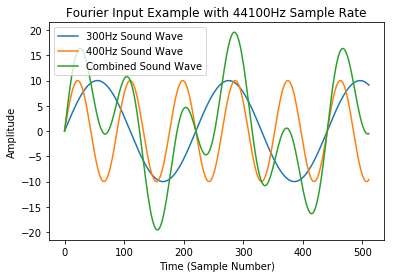 Fourier Input Example with 44100Hz Sample Rate
300Hz Sound Wave
400Hz Sound Wave
Combined Sound Wave
Amplitude
20
15
10
5
0
−5
−10
−15
−20
0 100 200 300 400 500
Time (Sample Number)